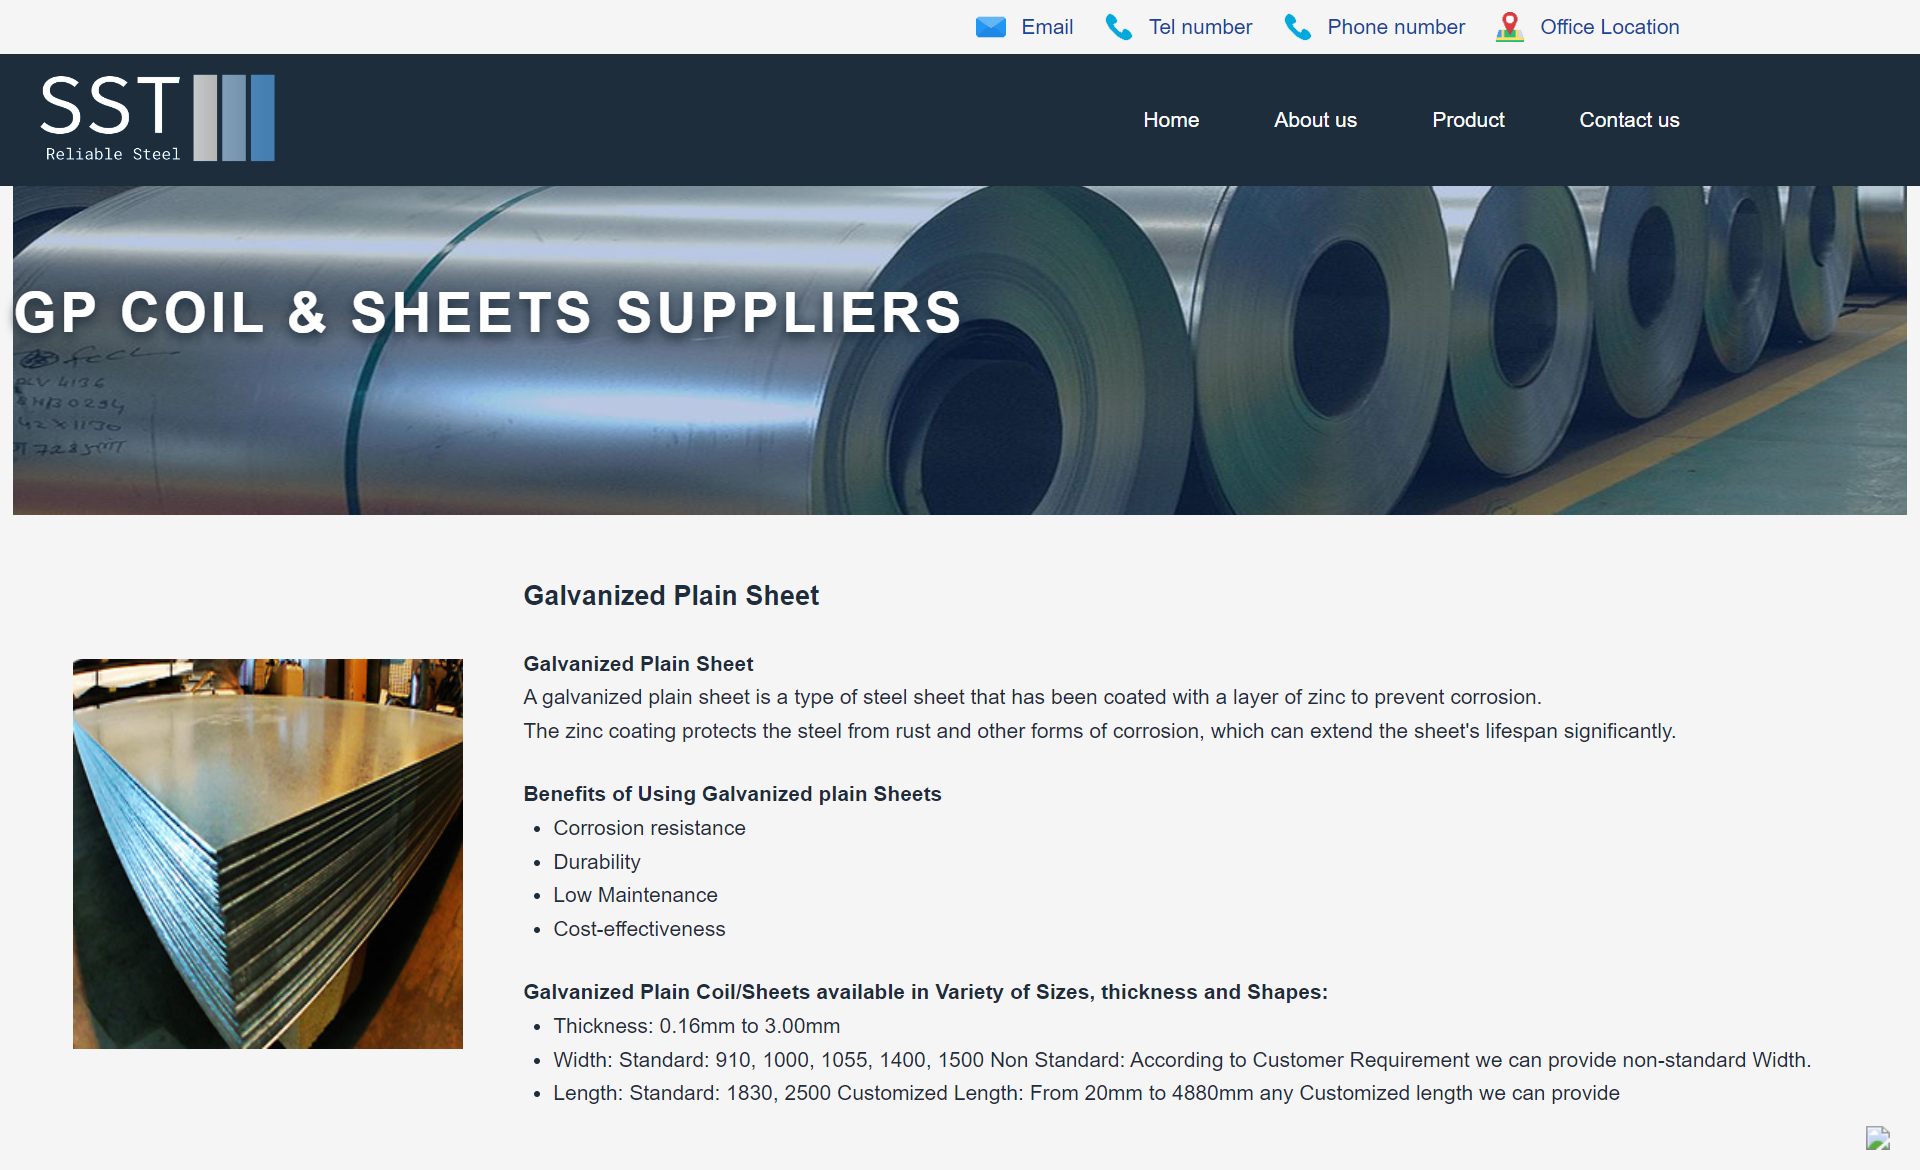 Email Tel number Phone number Office Location
SST
Reliable Steel
Home About us Product Contact us
GP COIL & SHEETS SUPPLIERS
4136
0294
42X1130
7285
Galvanized Plain Sheet
Galvanized Plain Sheet
A galvanized plain sheet is a type of steel sheet that has been coated with a layer of zinc to prevent corrosion.
The zinc coating protects the steel from rust and other forms of corrosion, which can extend the sheet's lifespan significantly.
Benefits of Using Galvanized plain Sheets
• Corrosion resistance
• Durability
• Low Maintenance
• Cost-effectiveness
Galvanized Plain Coil/Sheets available in Variety of Sizes, thickness and Shapes:
• Thickness: 0.16mm to 3.00mm
• Width: Standard: 910, 1000, 1055, 1400, 1500 Non Standard: According to Customer Requirement we can provide non-standard Width.
• Length: Standard: 1830, 2500 Customized Length: From 20mm to 4880mm any Customized length we can provide